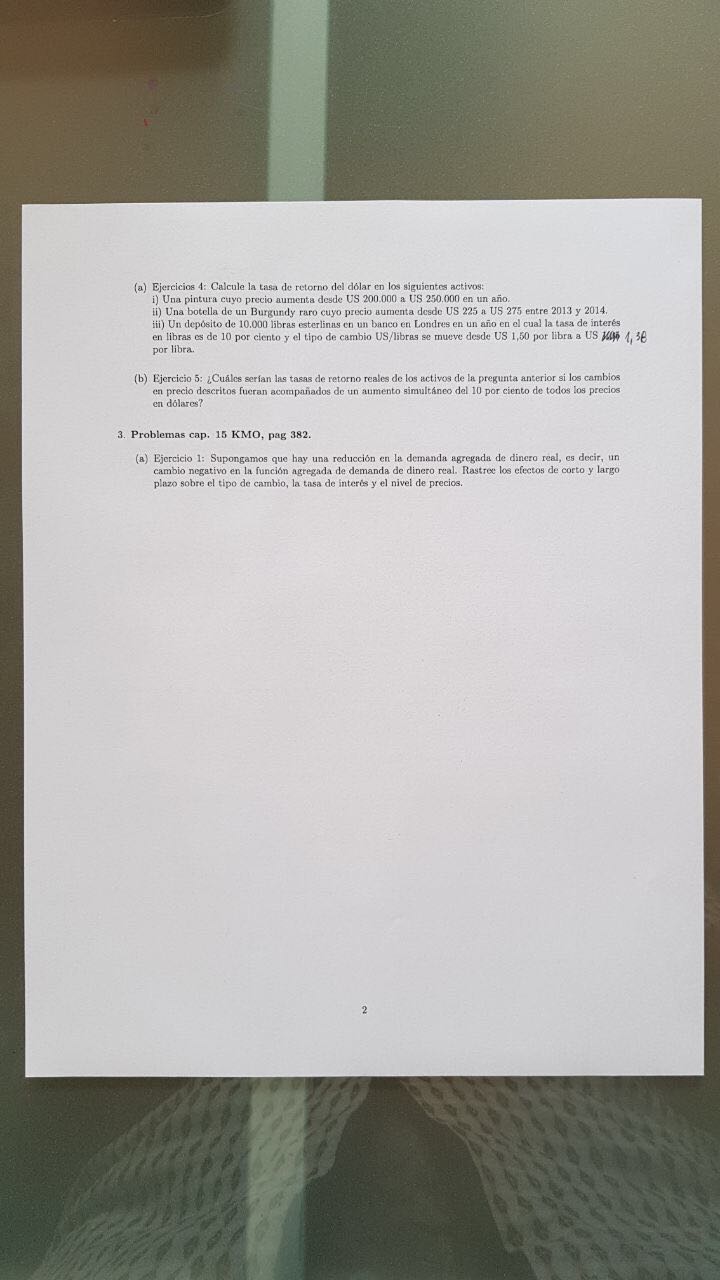 (a) Ejercicios 4: Calcule la tasa de retorno del dólar en los siguientes activos:
i) Una pintura cuyo precio aumenta desde US 200.000 a US 250.000 en un año.
ii) Una botella de un Burgundy raro cuyo precio aumenta desde US 225 a US 275 entre 2013 y 2014.
iii) Un depósito de 10.000 libras esterlinas en un banco en Londres en un año en el cual la tasa de interés
en libras es de 10 por ciento y el tipo de cambio US/libras se mueve desde US 1,50 por libra a US 1,38
por libra.
(b) Ejercicio 5: ¿Cuáles serían las tasas de retorno reales de los activos de la pregunta anterior si los cambios
en precio descritos fueran acompañados de un aumento simultáneo del 10 por ciento de todos los precios
en dólares?
3. Problemas cap. 15 KMO, pag 382.
(a) Ejercicio 1: Supongamos que hay una reducción en la demanda agregada de dinero real, es decir, un
cambio negativo en la función agregada de demanda de dinero real. Rastree los efectos de corto y largo
plazo sobre el tipo de cambio, la tasa de interés y el nivel de precios.
2